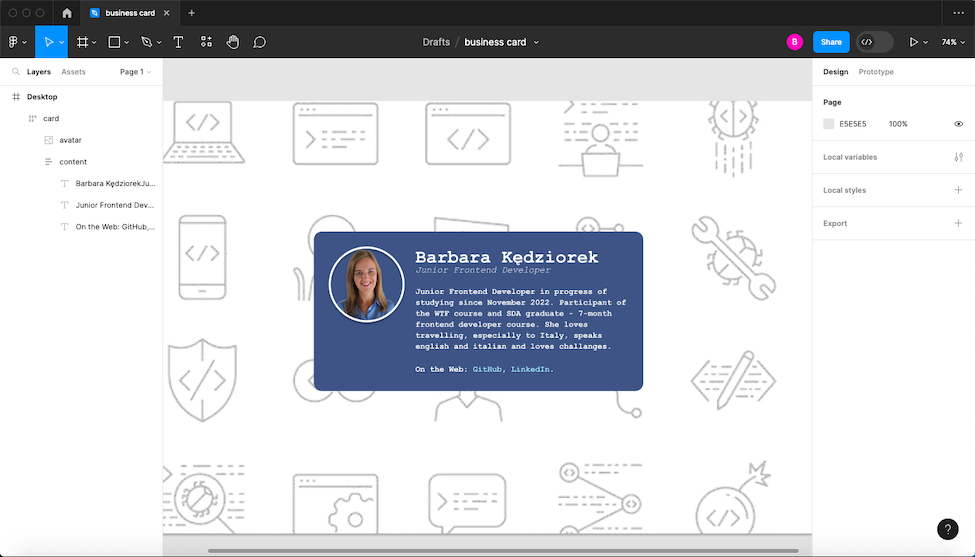 business card
Drafts / business card
B
Share
74%
Layers
Assets
Page 1
Design
Prototype
Desktop
card
avatar
content
Barbara KędziorekJu...
Junior Frontend Dev...
On the Web: GitHub,...
Barbara Kędziorek
Junior Frontend Developer
Junior Frontend Developer in progress of
studying since November 2022. Participant of
the WTF course and SDA graduate - 7-month
frontend developer course. She loves
travelling, especially to Italy, speaks
english and italian and loves challanges.
On the Web: GitHub, LinkedIn.
Page
E5E5E5 100%
Local variables
Local styles
Export
?